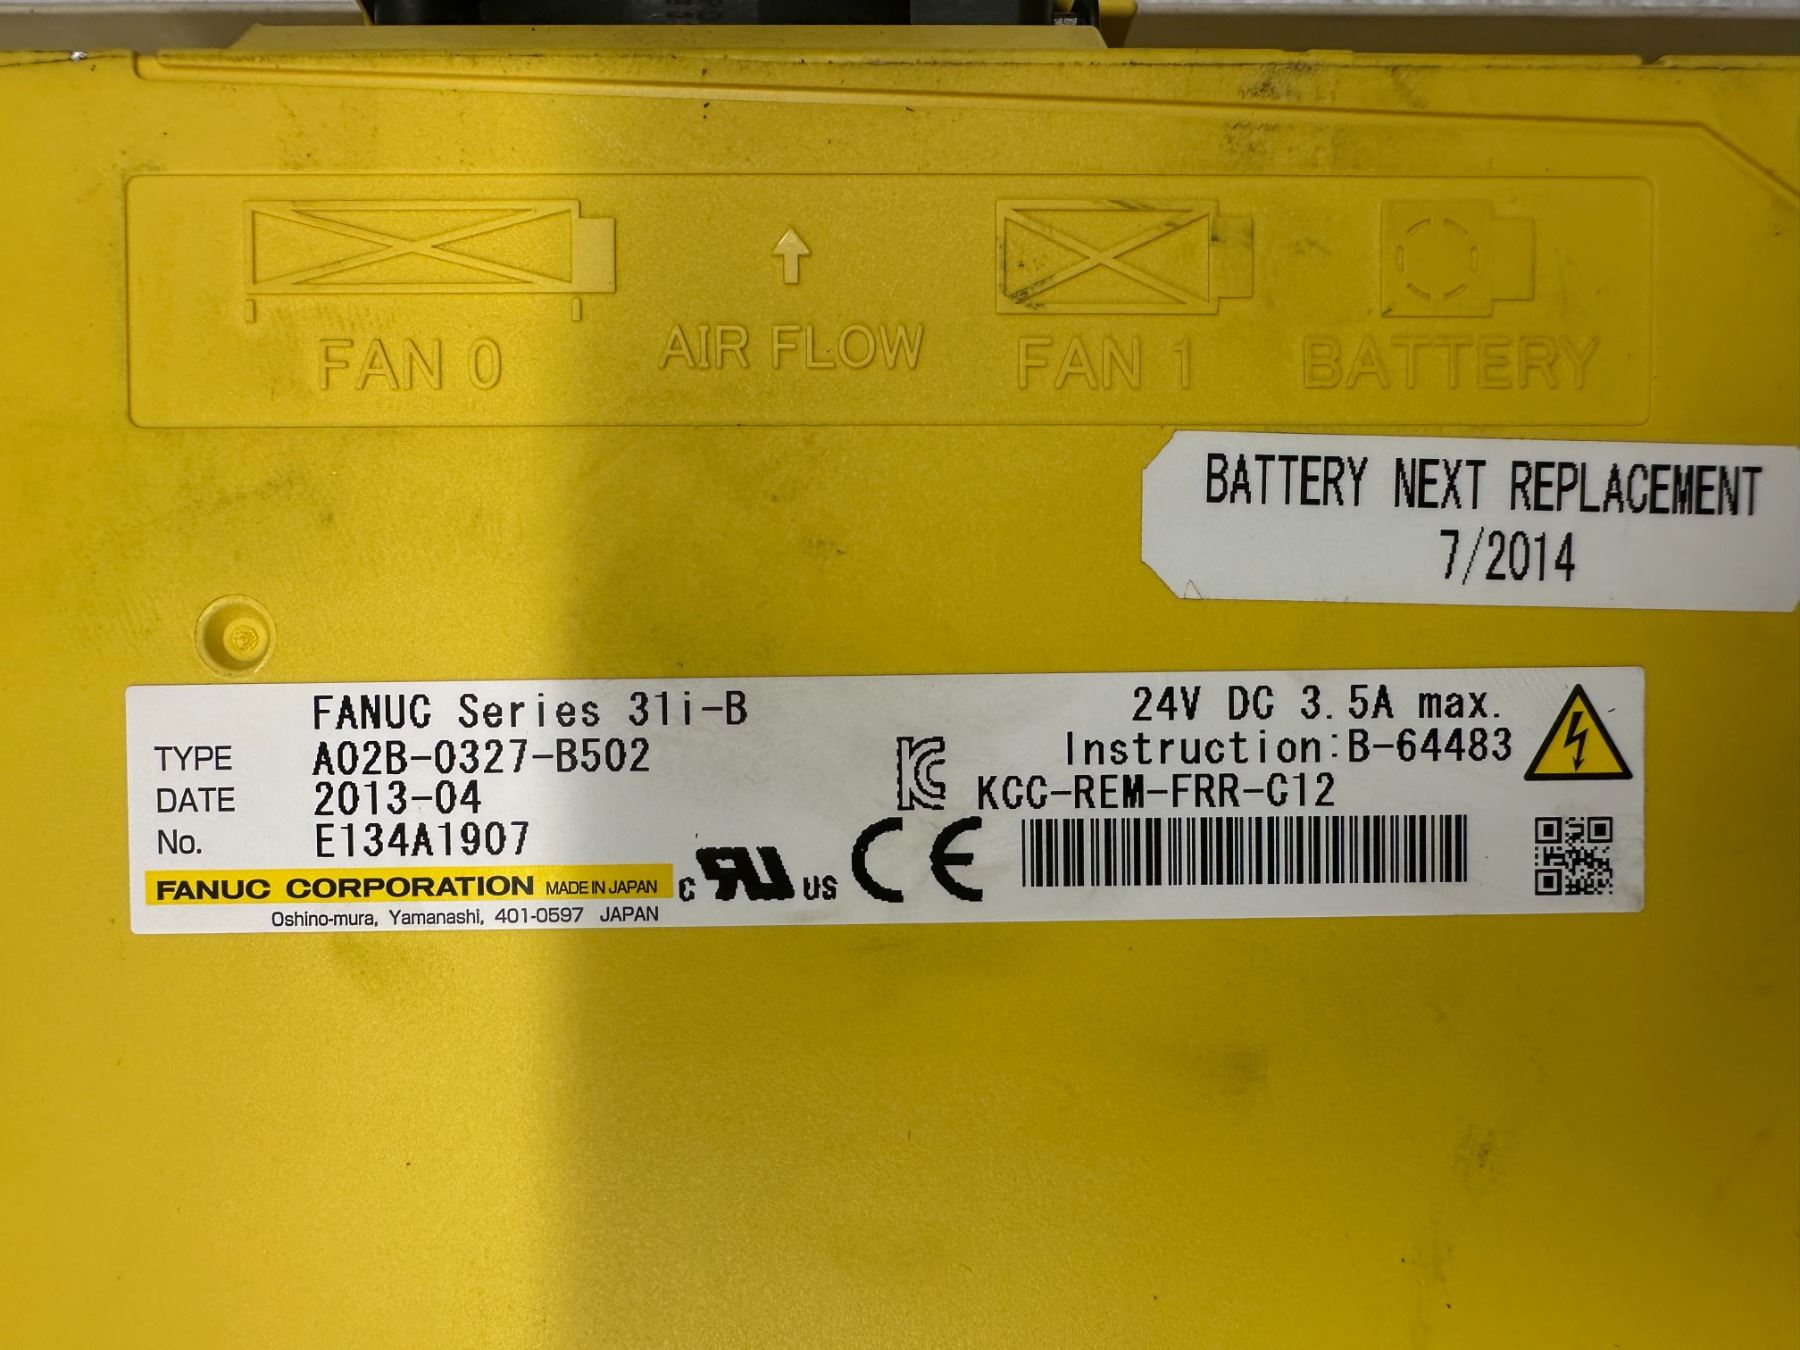 FAN 0
AIR FLOW
FAN 1
BATTERY
BATTERY NEXT REPLACEMENT
7/2014
FANUC Series 31i-B
TYPE A02B-0327-B502
DATE 2013-04
No. E134A1907
FANUC CORPORATION MADE IN JAPAN
Oshino-mura, Yamanashi, 401-0597 JAPAN
24V DC 3.5A max.
Instruction:B-64483
KCC-REM-FRR-C12
c RU us CE